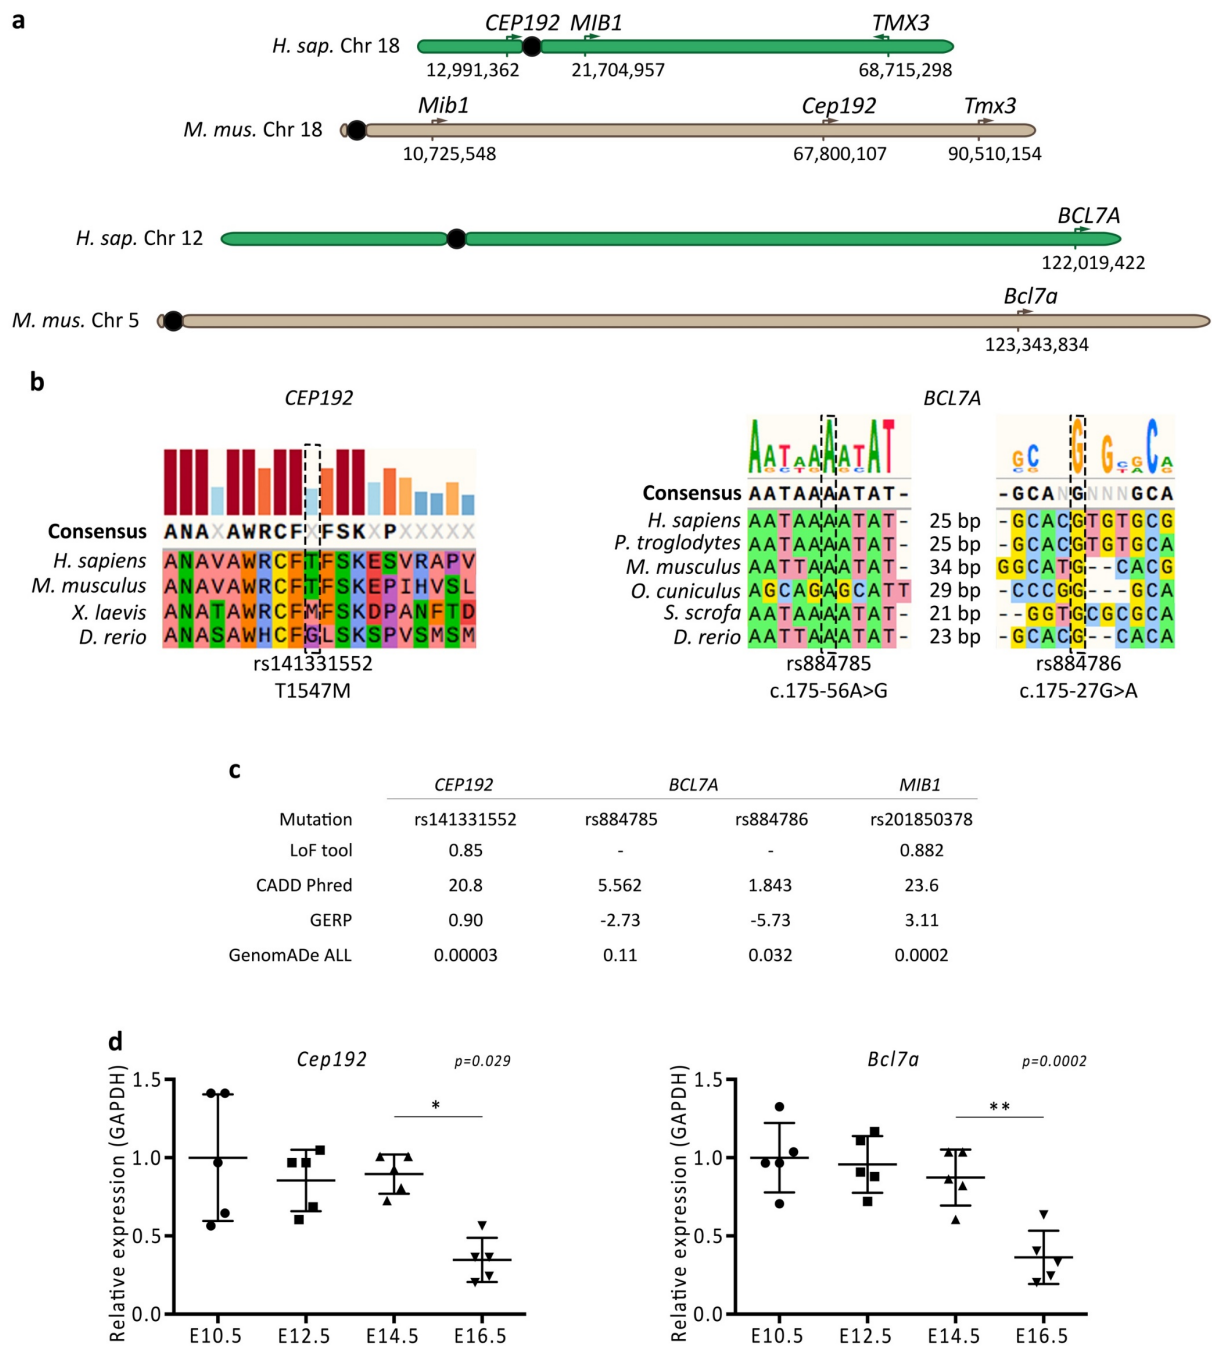 a
CEP192 MIB1 TMX3
H. sap. Chr 18
12,991,362 21,704,957 68,715,298
Mib1 Cep192 Tmx3
M. mus. Chr 18
10,725,548 67,800,107 90,510,154
BCL7A
H. sap. Chr 12
122,019,422
Bcl7a
M. mus. Chr 5
123,343,834
b
CEP192
Consensus ANAXAWRCFXFSKXPXXXXX
H. sapiens ANAVAWRCFTFSKESVRAPV
M. musculus ANAVAWRCFTFSKEPIHVSL
X. laevis ANATAWRCFMFSKDPANFTD
D. rerio ANASAWHCFGLSKSPVSMSM
rs141331552
T1547M
BCL7A
Consensus AATAAAATAT- -GCANGNNNGCA
H. sapiens AATAAAATAT- 25 bp -GCACGTGTGCG
P. troglodytes AATAAAATAT- 25 bp -GCACGTGTGCA
M. musculus AATTAAATAT- 34 bp GGCATG--CACG
O. cuniculus AGCAGAGCATT 29 bp -CCCGG---GCA
S. scrofa AATAAAATAT- 21 bp --GGTGCGCGCA
D. rerio AATTAAATAT- 23 bp -GCACG--CACA
rs884785 rs884786
c.175-56A>G c.175-27G>A
c
CEP192 BCL7A MIB1
Mutation rs141331552 rs884785 rs884786 rs201850378
LoF tool 0.85 - - 0.882
CADD Phred 20.8 5.562 1.843 23.6
GERP 0.90 -2.73 -5.73 3.11
GenomADe ALL 0.00003 0.11 0.032 0.0002
d
Cep192 p=0.029
Relative expression (GAPDH)
1.5
*
1.0
0.5
0.0
E10.5 E12.5 E14.5 E16.5
Bcl7a p=0.0002
Relative expression (GAPDH)
1.5
**
1.0
0.5
0.0
E10.5 E12.5 E14.5 E16.5